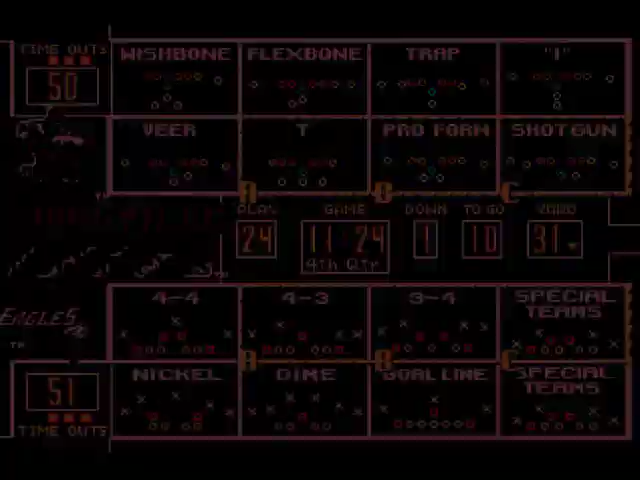 TIME OUTS
50
WISHBONE
FLEXBONE
TRAP
"I"
VEER
T
PRO FORM
SHOTGUN
A
B
C
PLAY
GAME
DOWN
TO GO
YARD
24
11:24
1
10
31
4th Qtr
EAGLES
TM
4-4
4-3
3-4
SPECIAL
TEAMS
A
B
C
NICKEL
DIME
GOAL LINE
SPECIAL
TEAMS
51
TIME OUTS